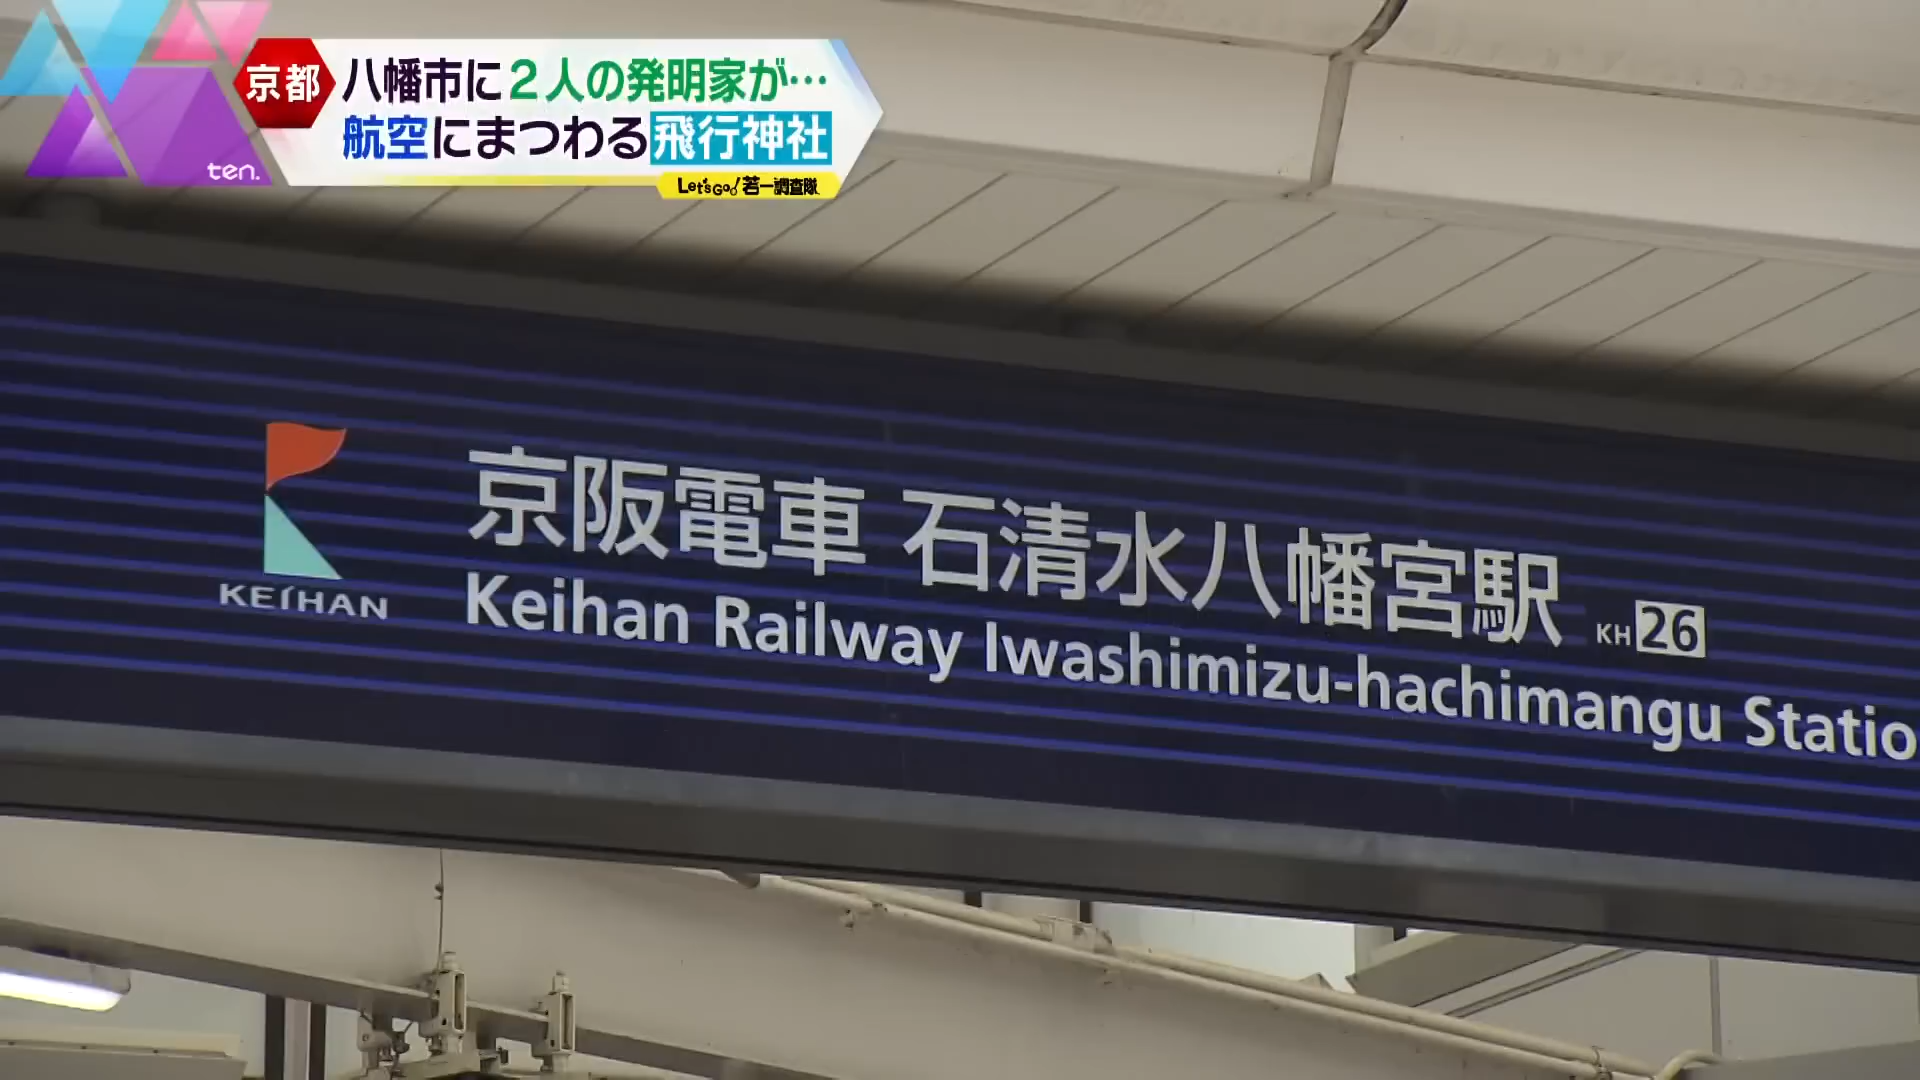 京都
八幡市に2人の発明家が…
航空にまつわる飛行神社
ten.
Let'sGo! 若一調査隊
京阪電車 石清水八幡宮駅 KH 26
KEIHAN
Keihan Railway Iwashimizu-hachimangu Statio